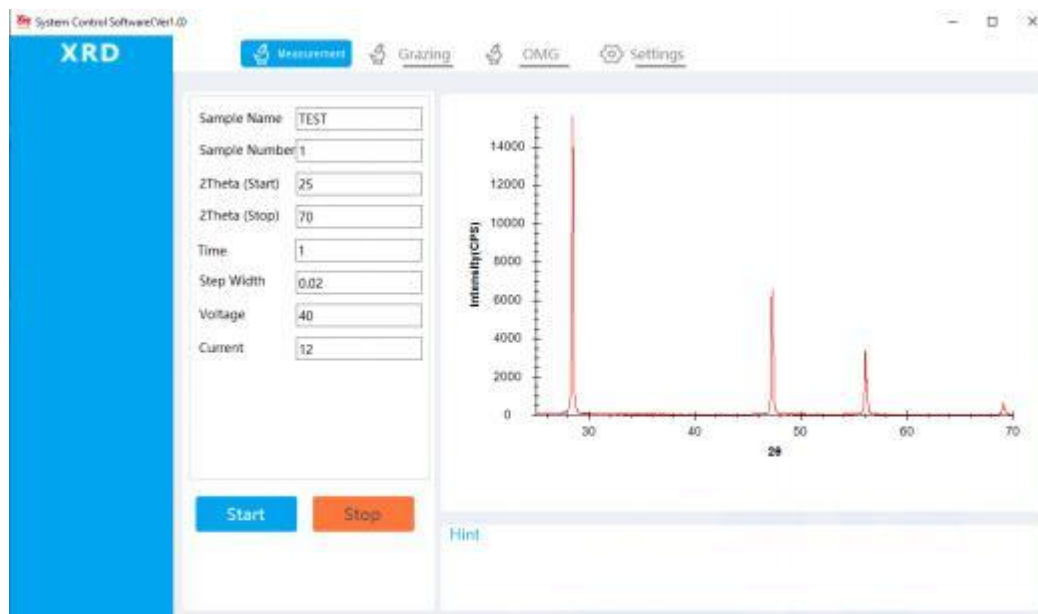 System Control Software(Ver1.0)
XRD
Measurement Grazing OMG Settings
Sample Name TEST
Sample Number 1
2Theta (Start) 25
2Theta (Stop) 70
Time 1
Step Width 0.02
Voltage 40
Current 12
Start Stop
Intensity(CPS)
14000
12000
10000
8000
6000
4000
2000
0
30 40 50 60 70
2θ
Hint